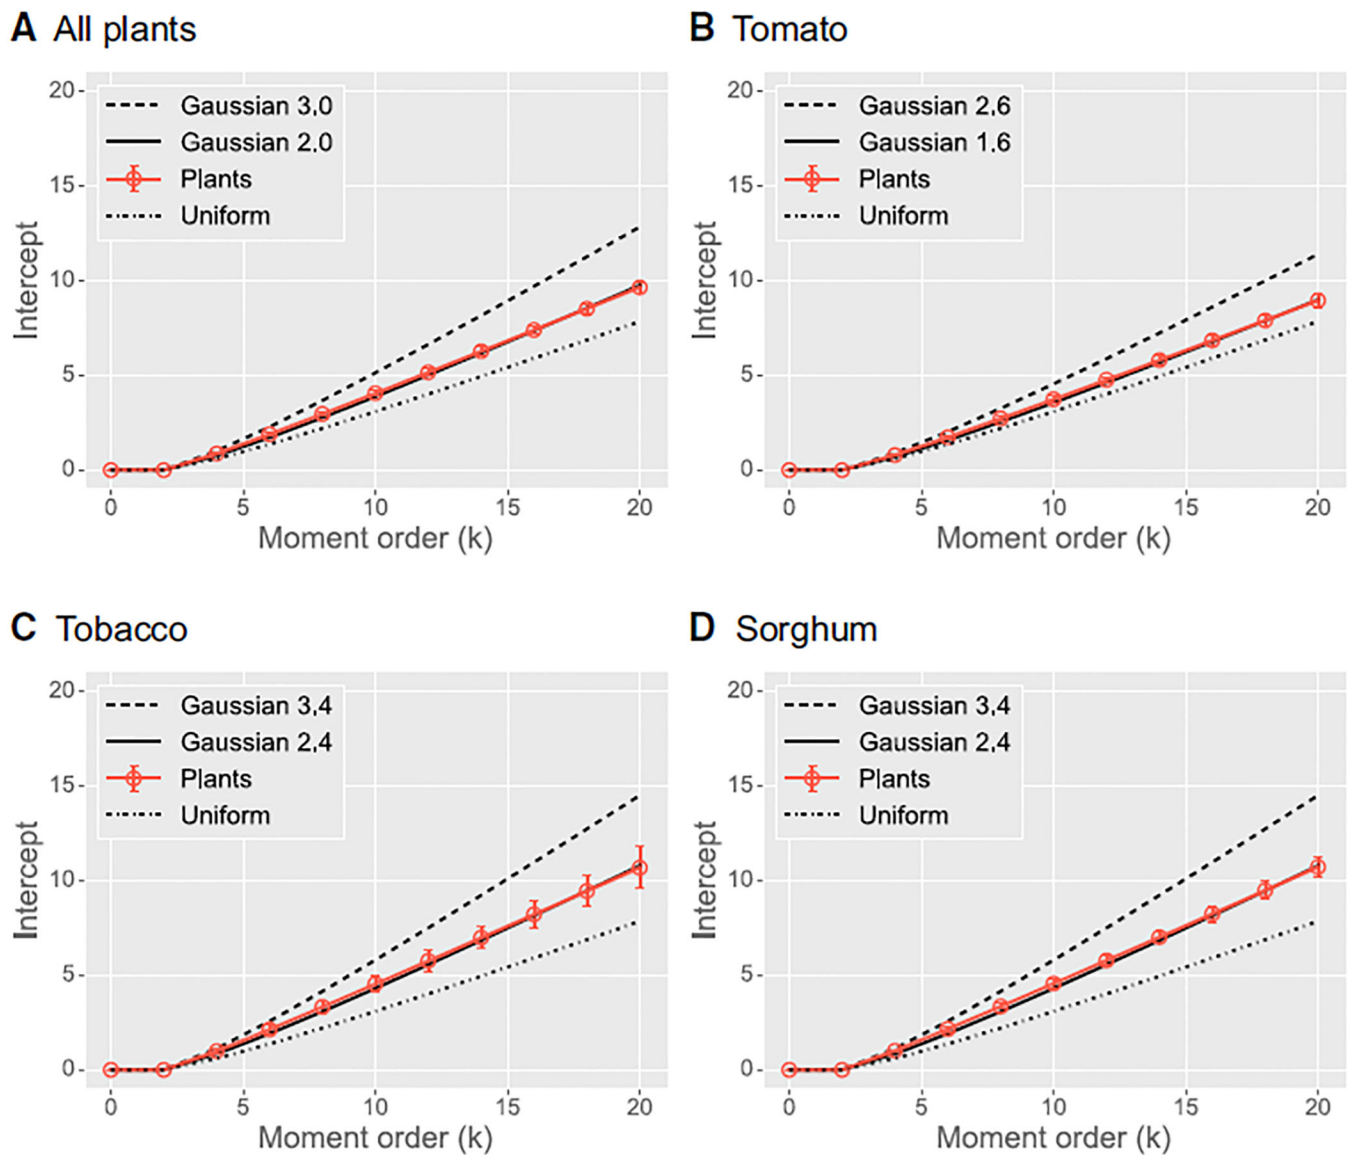 A All plants
20
15
10
5
0
Intercept
Gaussian 3.0
Gaussian 2.0
Plants
Uniform
0 5 10 15 20
Moment order (k)
B Tomato
20
15
10
5
0
Intercept
Gaussian 2.6
Gaussian 1.6
Plants
Uniform
0 5 10 15 20
Moment order (k)
C Tobacco
20
15
10
5
0
Intercept
Gaussian 3.4
Gaussian 2.4
Plants
Uniform
0 5 10 15 20
Moment order (k)
D Sorghum
20
15
10
5
0
Intercept
Gaussian 3.4
Gaussian 2.4
Plants
Uniform
0 5 10 15 20
Moment order (k)